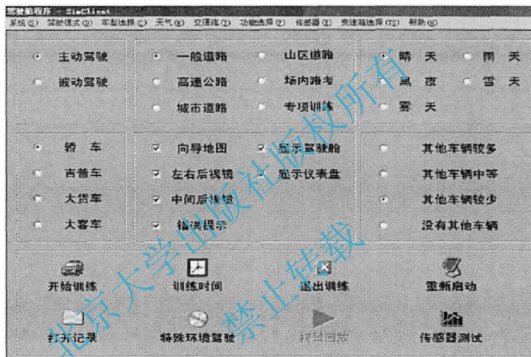 驾驶舱程序 - SimClient
系统(S) 驾驶模式(D) 车型选择(C) 天气(W) 交通流(T) 功能选择(F) 传感器(I) 变速箱选择(TS) 帮助(H)
主动驾驶 一般道路 山区道路 晴 天 雨 天
被动驾驶 高速公路 场内路考 黑 夜 雪 天
城市道路 专项训练 雾 天
轿 车 向导地图 显示驾驶舱 其他车辆较多
吉普车 左右后视镜 显示仪表盘 其他车辆中等
大货车 中间后视镜 其他车辆较少
大客车 错误提示 没有其他车辆
开始训练 训练时间 退出训练 重新启动
打开记录 特殊环境驾驶 视景回放 传感器测试
北京大学出版社版权所有
禁止转载